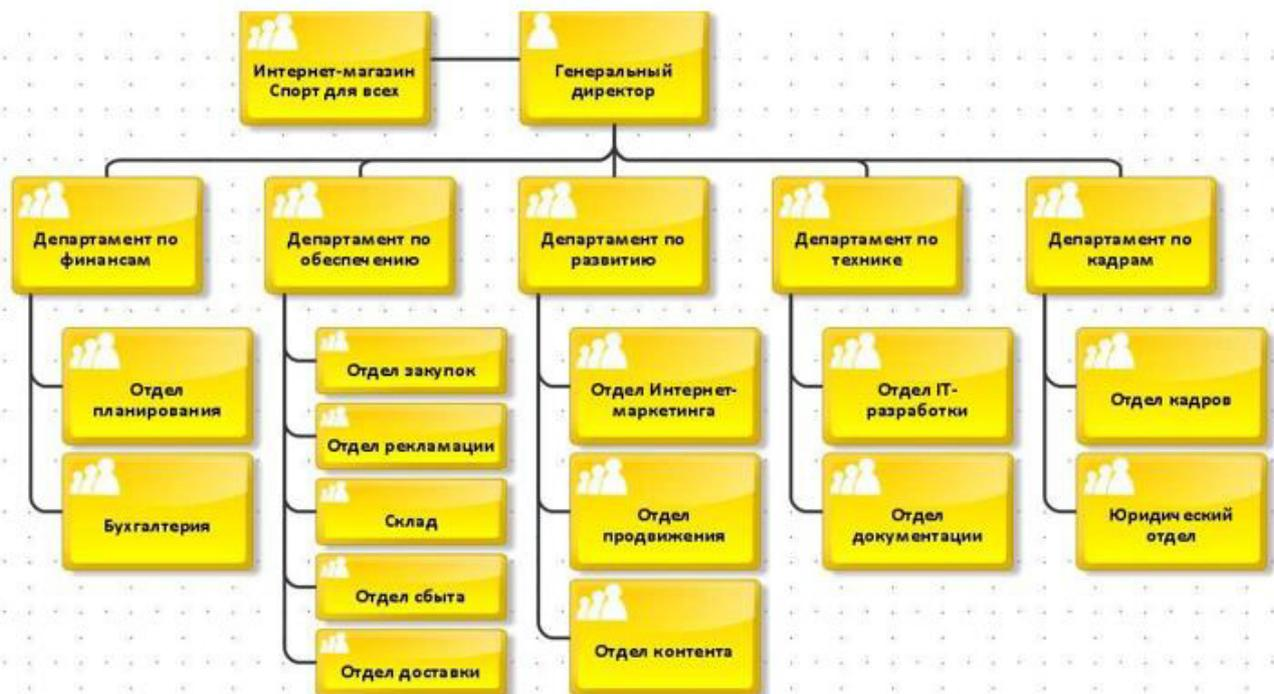 Интернет-магазин
Спорт для всех
Генеральный
директор
Департамент по
финансам
Департамент по
обеспечению
Департамент по
развитию
Департамент по
технике
Департамент по
кадрам
Отдел
планирования
Бухгалтерия
Отдел закупок
Отдел рекламации
Склад
Отдел сбыта
Отдел доставки
Отдел Интернет-
маркетинга
Отдел
продвижения
Отдел контента
Отдел IT-
разработки
Отдел
документации
Отдел кадров
Юридический
отдел